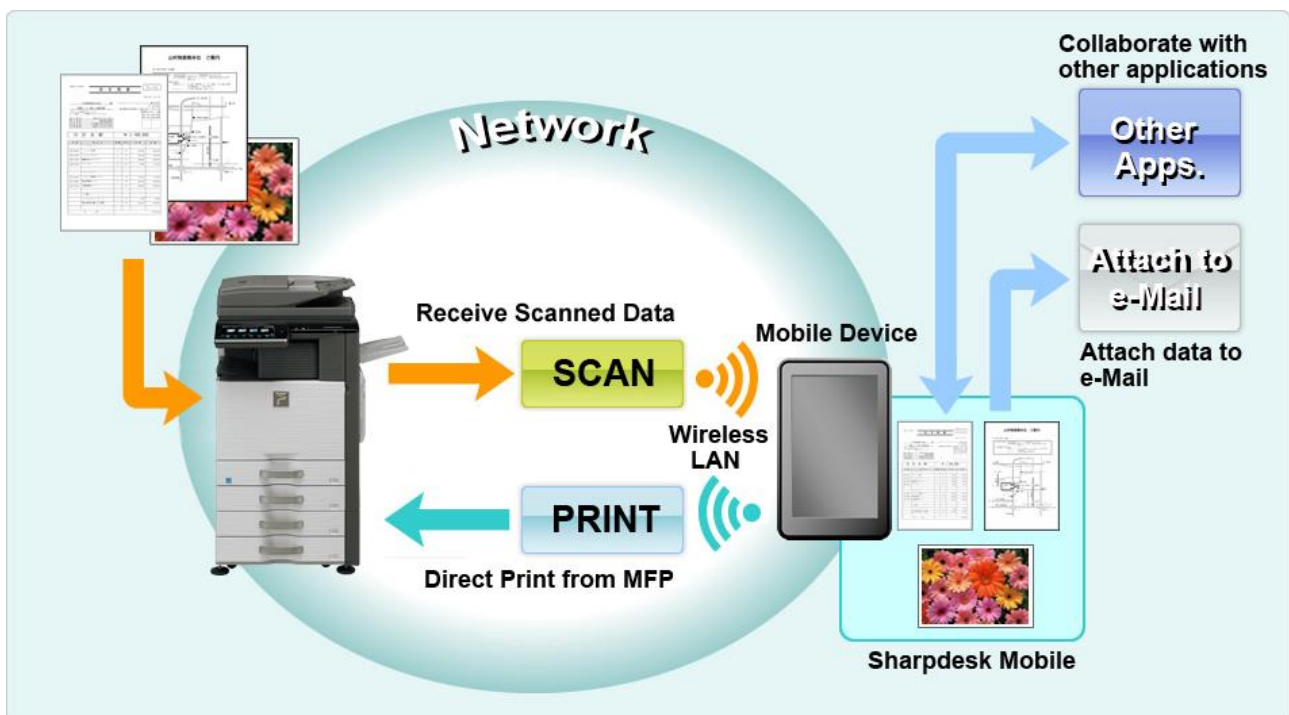 Collaborate with
other applications
Other
Apps.
Network
Attach to
e-Mail
Attach data to
e-Mail
Receive Scanned Data
SCAN
Mobile Device
Wireless
LAN
PRINT
Direct Print from MFP
Sharpdesk Mobile